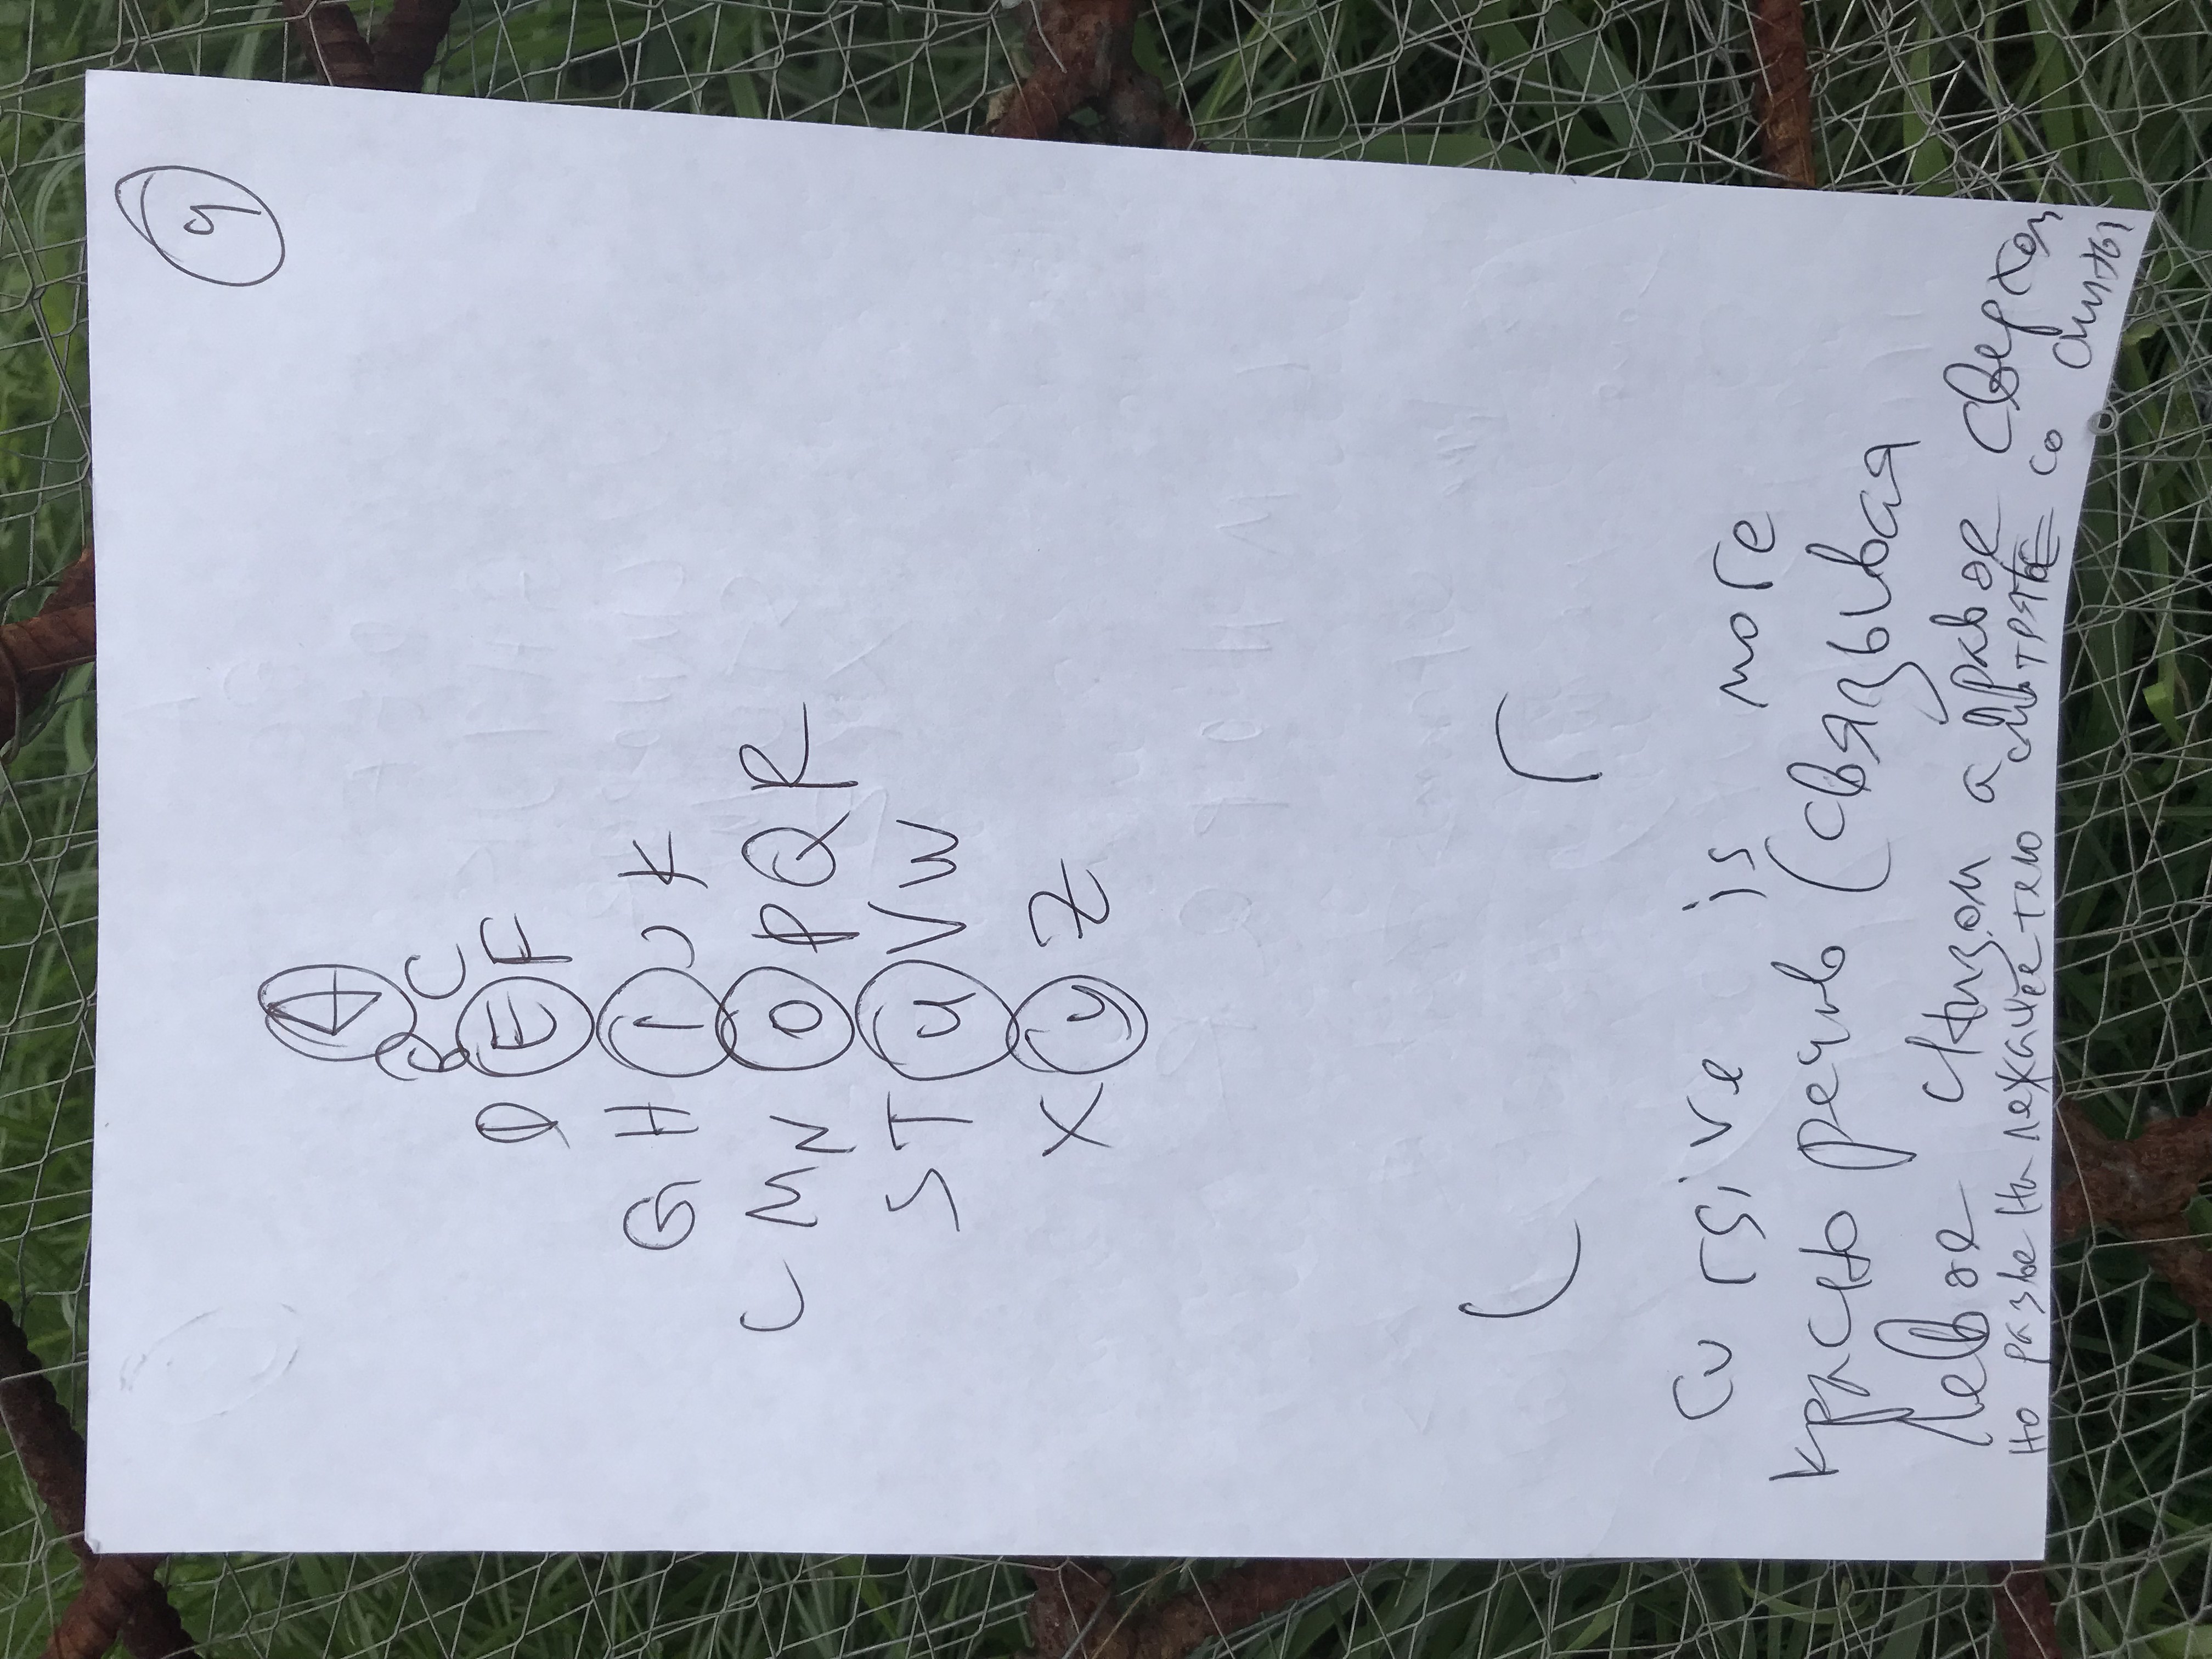 9
A
B C
D E F
G H I J K
L M N O P Q R
S T U V W
X Y Z
cursive is more
красноречив (связывая
левое снизом а правое сверхом
но разве на лежачее тело смотрят со спины